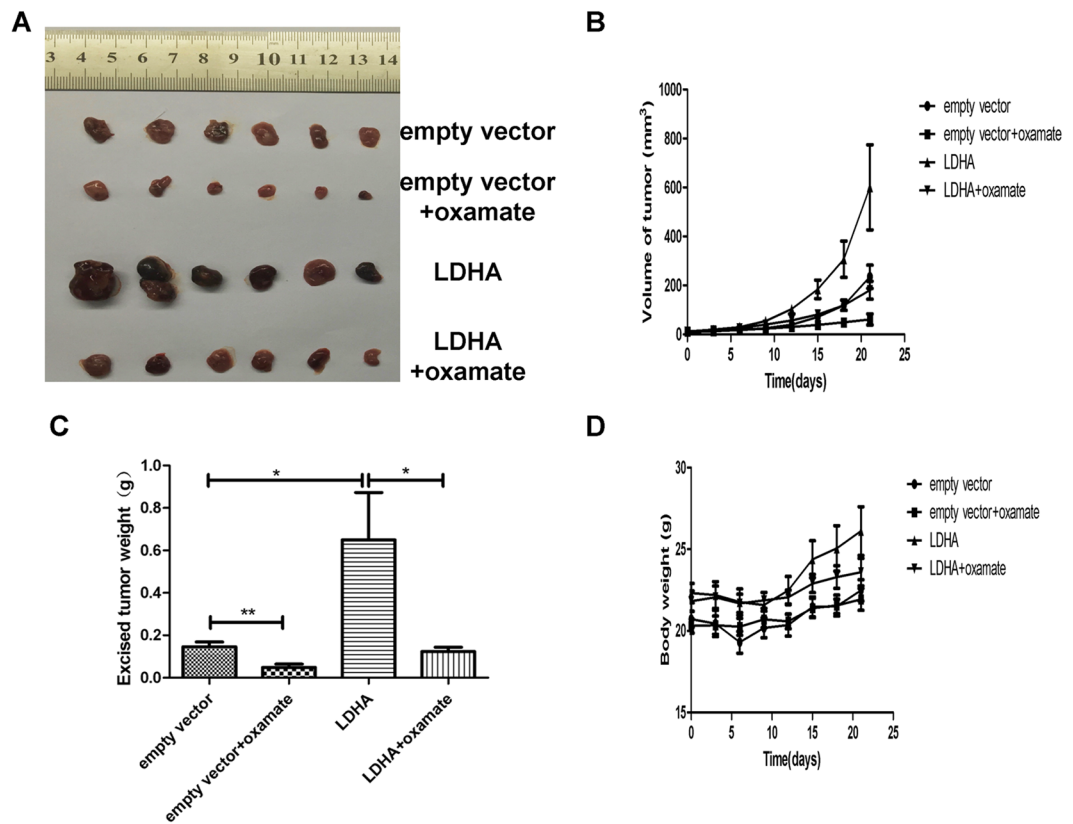 A
3 4 5 6 7 8 9 10 11 12 13 14
empty vector
empty vector
+oxamate
LDHA
LDHA
+oxamate
B
Volume of tumor (mm³)
1000
800
600
400
200
0
0 5 10 15 20 25
Time(days)
empty vector
empty vector+oxamate
LDHA
LDHA+oxamate
C
Excised tumor weight (g)
1.0
0.8
0.6
0.4
0.2
0.0
*
*
**
empty vector
empty vector+oxamate
LDHA
LDHA+oxamate
D
Body weight (g)
30
25
20
15
0 5 10 15 20 25
Time(days)
empty vector
empty vector+oxamate
LDHA
LDHA+oxamate